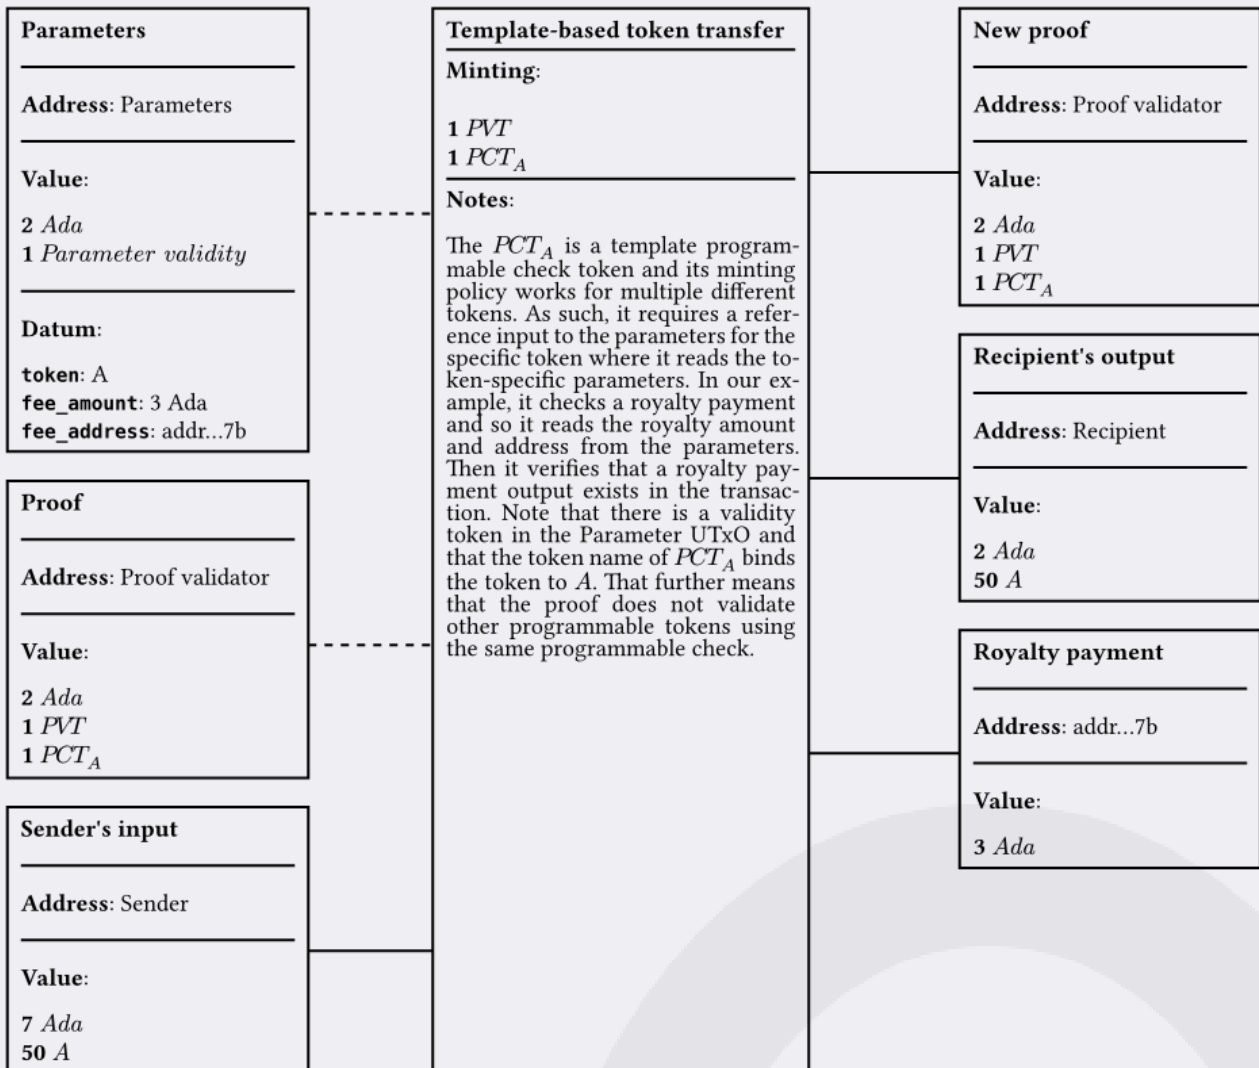 Parameters
Address: Parameters
Value:
2 Ada
1 Parameter validity
Datum:
token: A
fee_amount: 3 Ada
fee_address: addr...7b
Proof
Address: Proof validator
Value:
2 Ada
1 PVT
1 PCT_A
Sender's input
Address: Sender
Value:
7 Ada
50 A
Template-based token transfer
Minting:
1 PVT
1 PCT_A
Notes:
The PCT_A is a template program-
mable check token and its minting
policy works for multiple different
tokens. As such, it requires a refer-
ence input to the parameters for the
specific token where it reads the to-
ken-specific parameters. In our ex-
ample, it checks a royalty payment
and so it reads the royalty amount
and address from the parameters.
Then it verifies that a royalty pay-
ment output exists in the transac-
tion. Note that there is a validity
token in the Parameter UTxO and
that the token name of PCT_A binds
the token to A. That further means
that the proof does not validate
other programmable tokens using
the same programmable check.
New proof
Address: Proof validator
Value:
2 Ada
1 PVT
1 PCT_A
Recipient's output
Address: Recipient
Value:
2 Ada
50 A
Royalty payment
Address: addr...7b
Value:
3 Ada